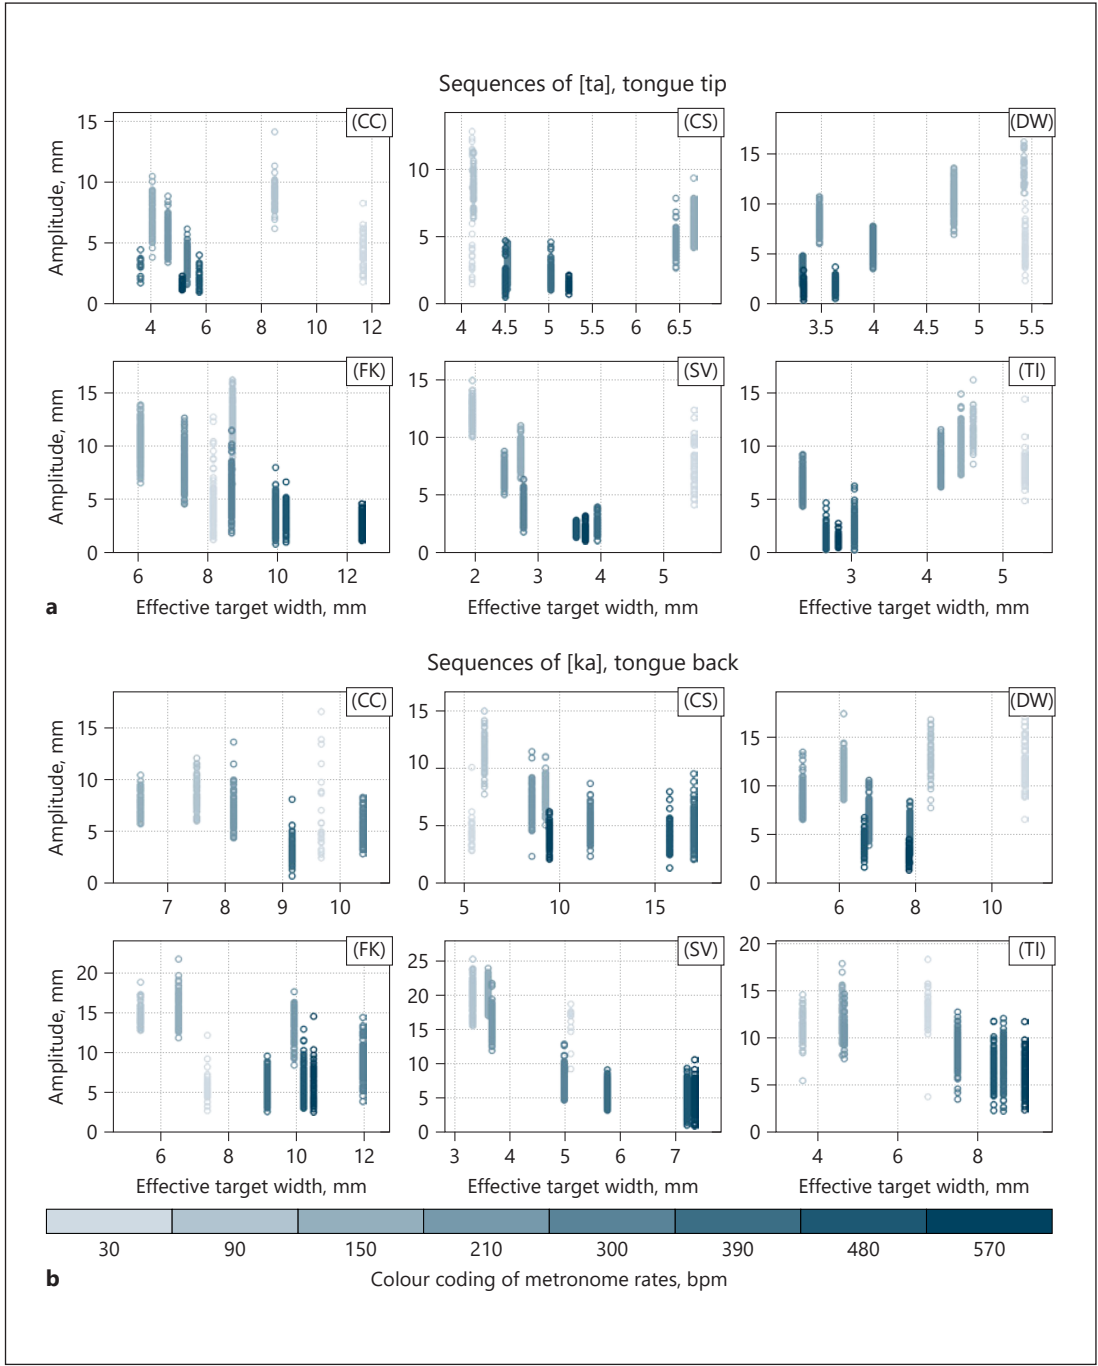 Sequences of [ta], tongue tip
(CC) (CS) (DW)
Amplitude, mm
15
10
5
0
4 6 8 10 12
10
5
0
4 4.5 5 5.5 6 6.5
15
10
5
0
3.5 4 4.5 5 5.5
(FK) (SV) (TI)
Amplitude, mm
15
10
5
0
6 8 10 12
15
10
5
0
2 3 4 5
15
10
5
0
3 4 5
a Effective target width, mm Effective target width, mm Effective target width, mm
Sequences of [ka], tongue back
(CC) (CS) (DW)
Amplitude, mm
15
10
5
0
7 8 9 10
15
10
5
0
5 10 15
15
10
5
0
6 8 10
(FK) (SV) (TI)
Amplitude, mm
20
15
10
5
0
6 8 10 12
25
20
15
10
5
0
3 4 5 6 7
20
15
10
5
0
4 6 8
Effective target width, mm Effective target width, mm Effective target width, mm
30 90 150 210 300 390 480 570
b Colour coding of metronome rates, bpm